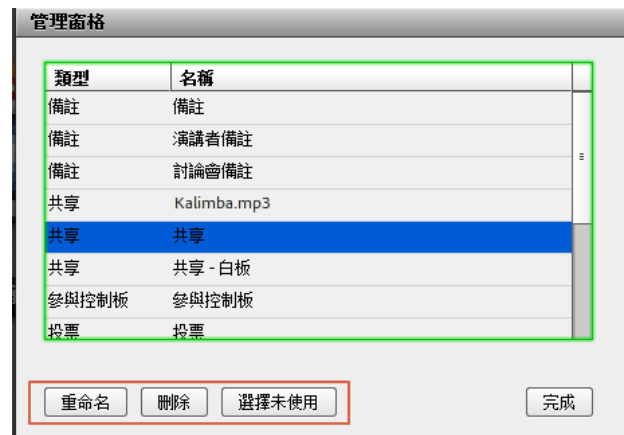 管理窗格
類型 名稱
備註 備註
備註 演講者備註
備註 討論會備註
共享 Kalimba.mp3
共享 共享
共享 共享 - 白板
參與控制板 參與控制板
投票 投票
重命名 刪除 選擇未使用 完成